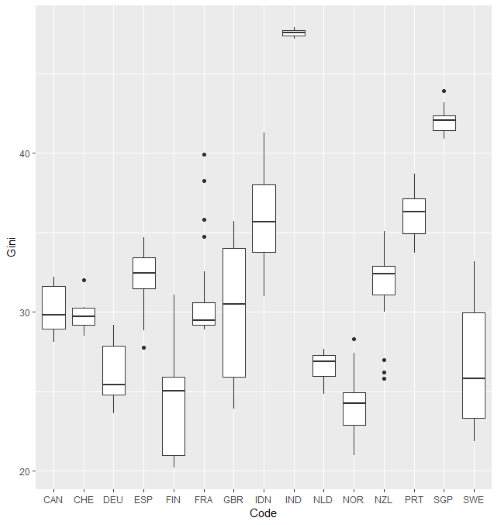 40
30
20
Gini
CAN CHE DEU ESP FIN FRA GBR IDN IND NLD NOR NZL PRT SGP SWE
Code